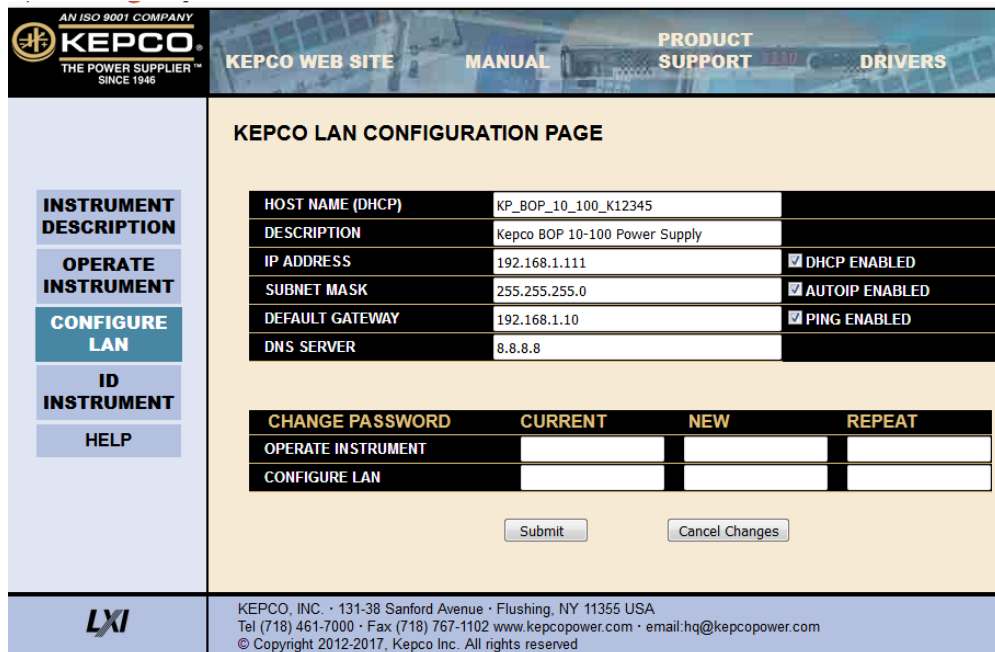 AN ISO 9001 COMPANY
KEPCO®
THE POWER SUPPLIER™
SINCE 1946
KEPCO WEB SITE
MANUAL
PRODUCT SUPPORT
DRIVERS
KEPCO LAN CONFIGURATION PAGE
INSTRUMENT
DESCRIPTION
OPERATE
INSTRUMENT
CONFIGURE
LAN
ID
INSTRUMENT
HELP
HOST NAME (DHCP) KP_BOP_10_100_K12345
DESCRIPTION Kepco BOP 10-100 Power Supply
IP ADDRESS 192.168.1.111 DHCP ENABLED
SUBNET MASK 255.255.255.0 AUTOIP ENABLED
DEFAULT GATEWAY 192.168.1.10 PING ENABLED
DNS SERVER 8.8.8.8
CHANGE PASSWORD CURRENT NEW REPEAT
OPERATE INSTRUMENT
CONFIGURE LAN
Submit Cancel Changes
LXI
KEPCO, INC. · 131-38 Sanford Avenue · Flushing, NY 11355 USA
Tel (718) 461-7000 · Fax (718) 767-1102 www.kepcopower.com · email:hq@kepcopower.com
© Copyright 2012-2017, Kepco Inc. All rights reserved